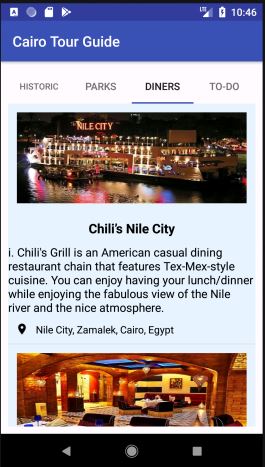 10:46
Cairo Tour Guide
HISTORIC PARKS DINERS TO-DO
NILE CITY
Chili's Nile City
i. Chili's Grill is an American casual dining
restaurant chain that features Tex-Mex-style
cuisine. You can enjoy having your lunch/dinner
while enjoying the fabulous view of the Nile
river and the nice atmosphere.
Nile City, Zamalek, Cairo, Egypt